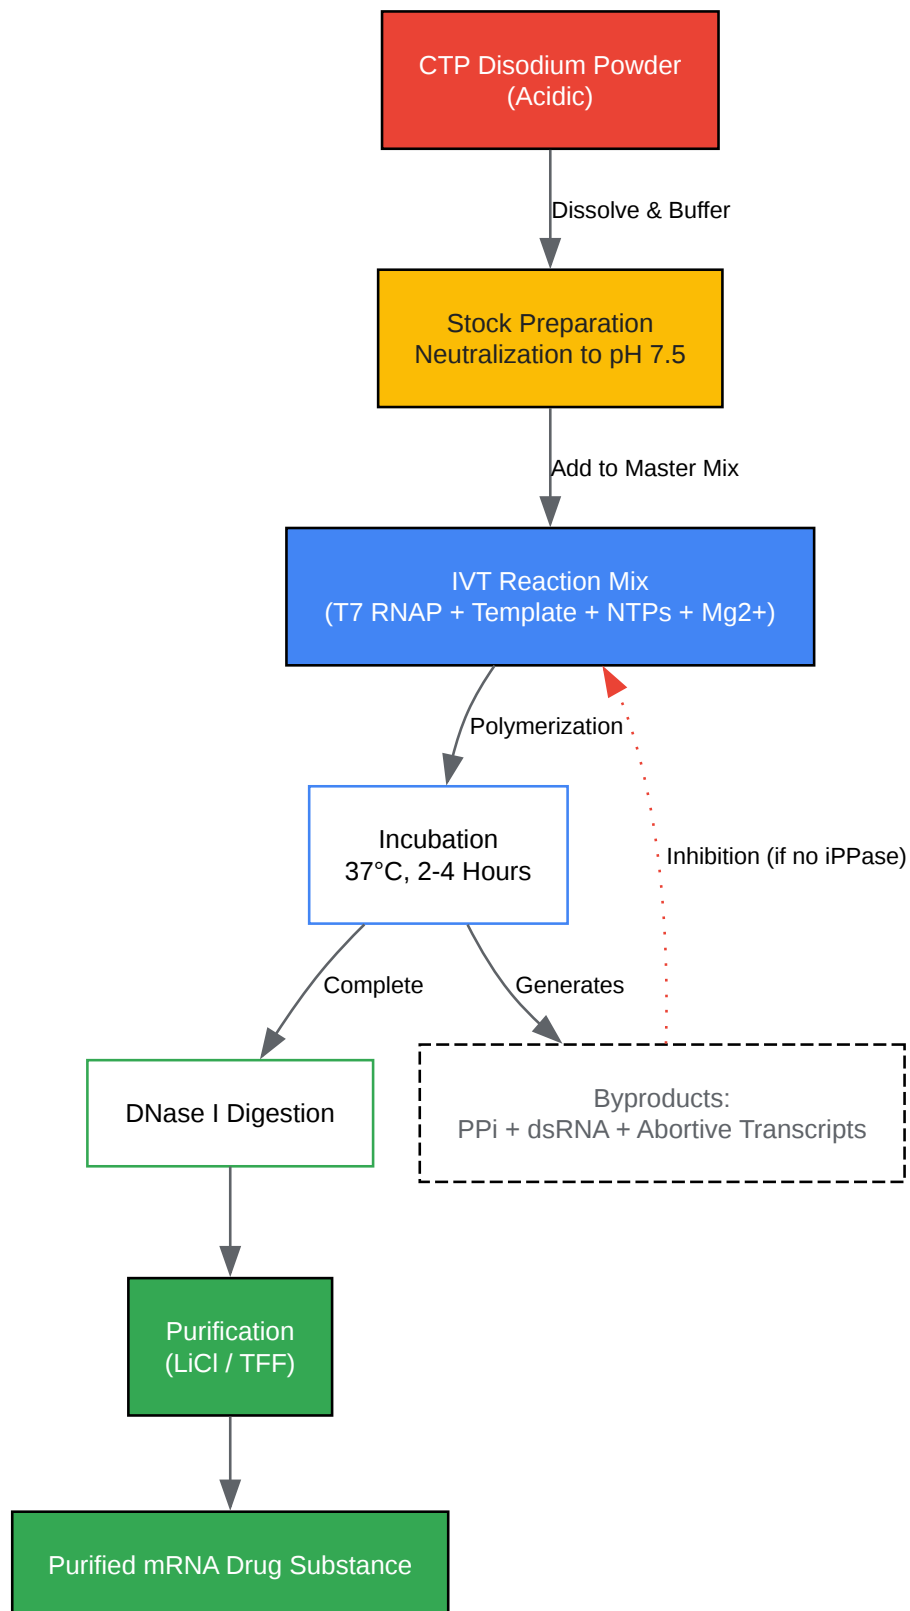 CTP Disodium Powder
(Acidic)
Dissolve & Buffer
Stock Preparation
Neutralization to pH 7.5
Add to Master Mix
IVT Reaction Mix
(T7 RNAP + Template + NTPs + Mg2+)
Polymerization
Incubation
37°C, 2-4 Hours
Inhibition (if no iPPase)
Complete
Generates
DNase I Digestion
Byproducts:
PPi + dsRNA + Abortive Transcripts
Purification
(LiCl / TFF)
Purified mRNA Drug Substance